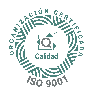 ORGANIZACIÓN CERTIFICADA
Calidad
ISO 9001